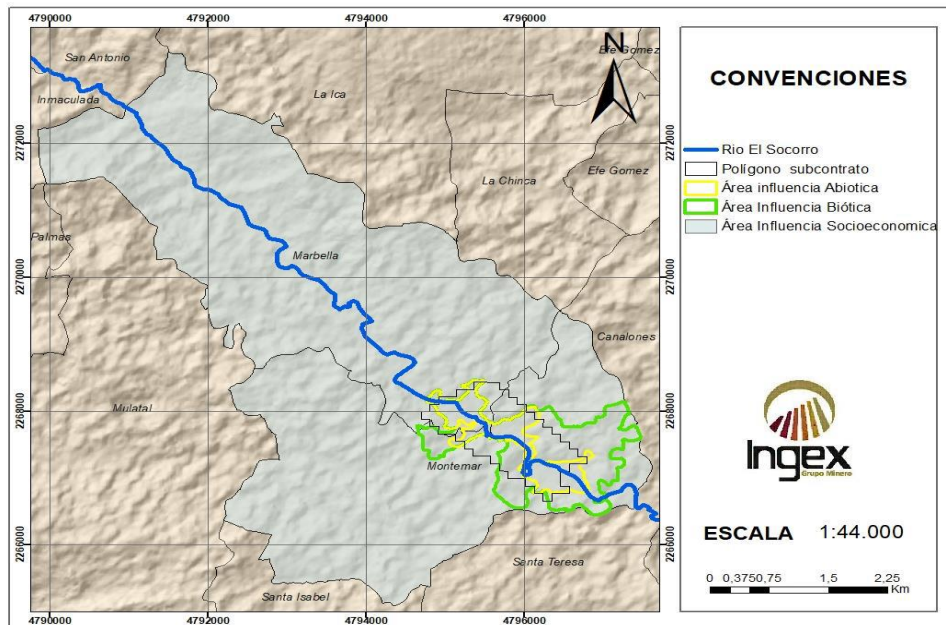 4790000 4792000 4794000 4796000
N
San Antonio
Efe Gomez
Inmaculada
La Ica
2272000
2272000
La Chinca
Efe Gomez
Palmas
Marbella
2270000
2270000
Canalones
Mulatal
2268000
2268000
Montemar
2266000
2266000
Santa Teresa
Santa Isabel
4790000 4792000 4794000 4796000
CONVENCIONES
Rio El Socorro
Polígono subcontrato
Área influencia Abiotica
Área Influencia Biótica
Área Influencia Socioeconomica
Ingex
Grupo Minero
ESCALA 1:44.000
0 0,3750,75 1,5 2,25
Km